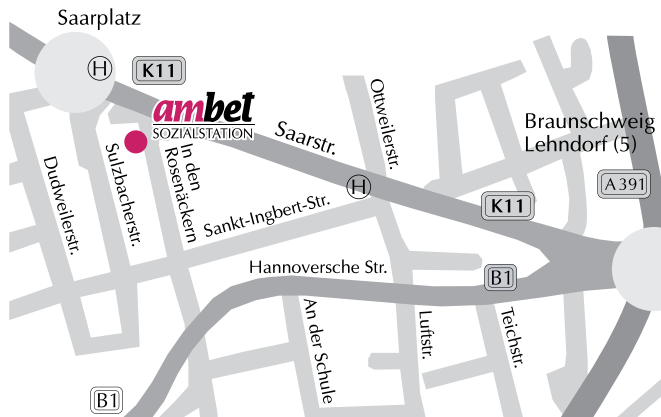 Saarplatz
H
K11
ambet
SOZIALSTATION
Saarstr.
Ottweilerstr.
Braunschweig
Lehndorf (5)
A391
Dudweilerstr.
Sulzbacherstr.
In den
Rosenäckern
H
K11
Sankt-Ingbert-Str.
Hannoversche Str.
B1
An der Schule
Luftstr.
Teichstr.
B1